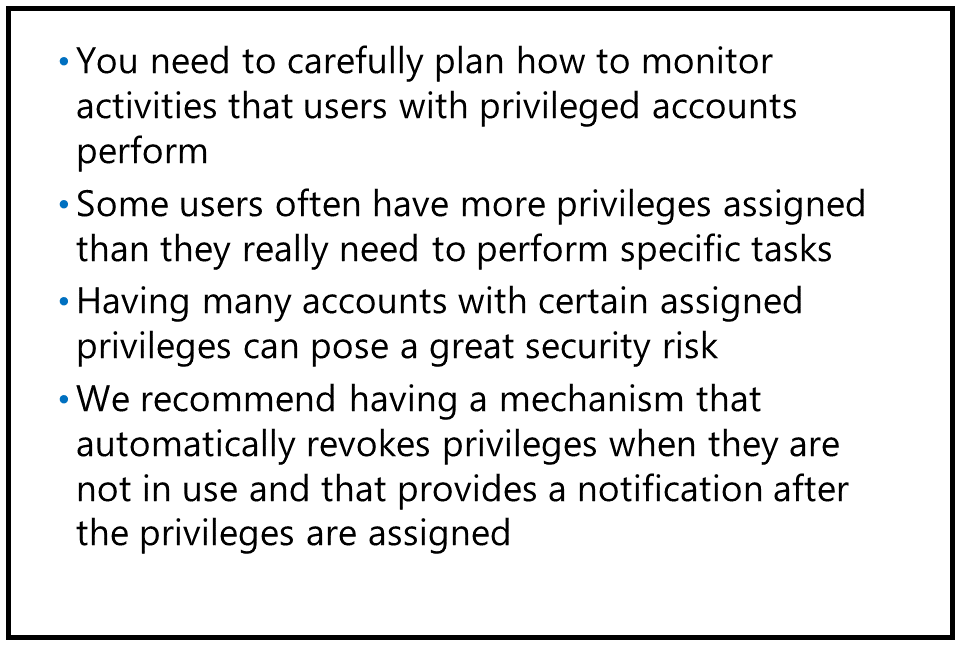 • You need to carefully plan how to monitor
activities that users with privileged accounts
perform
• Some users often have more privileges assigned
than they really need to perform specific tasks
• Having many accounts with certain assigned
privileges can pose a great security risk
• We recommend having a mechanism that
automatically revokes privileges when they are
not in use and that provides a notification after
the privileges are assigned